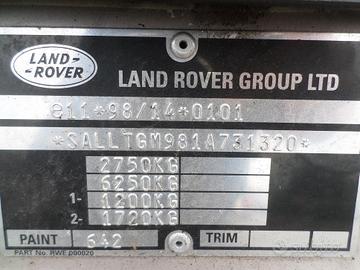 LAND-
-ROVER
LAND ROVER GROUP LTD
e11*98/14*0101
*SALLTGM981A731320*
2750KG
6250KG
1- 1200KG
2- 1720KG
PAINT 642 TRIM
PART No. RWE 000020